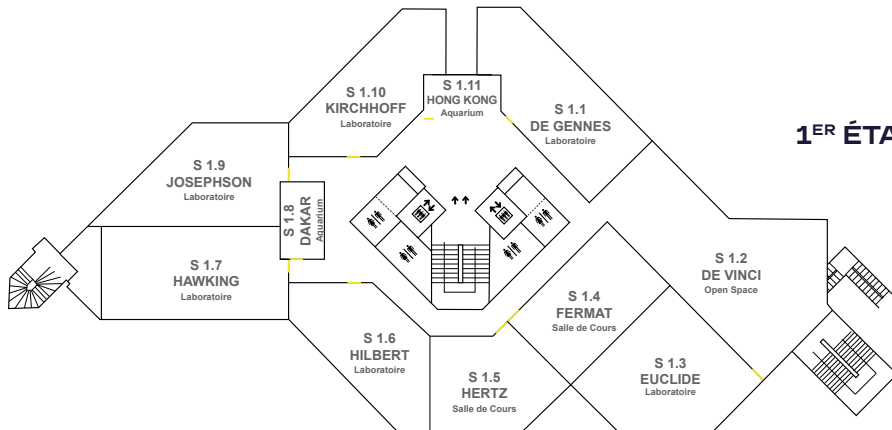 S 1.11
HONG KONG
Aquarium
S 1.10
KIRCHHOFF
Laboratoire
S 1.1
DE GENNES
Laboratoire
1ER ÉTA
S 1.9
JOSEPHSON
Laboratoire
S 1.8
DAKAR
Aquarium
S 1.7
HAWKING
Laboratoire
S 1.2
DE VINCI
Open Space
S 1.4
FERMAT
Salle de Cours
S 1.6
HILBERT
Laboratoire
S 1.3
EUCLIDE
Laboratoire
S 1.5
HERTZ
Salle de Cours